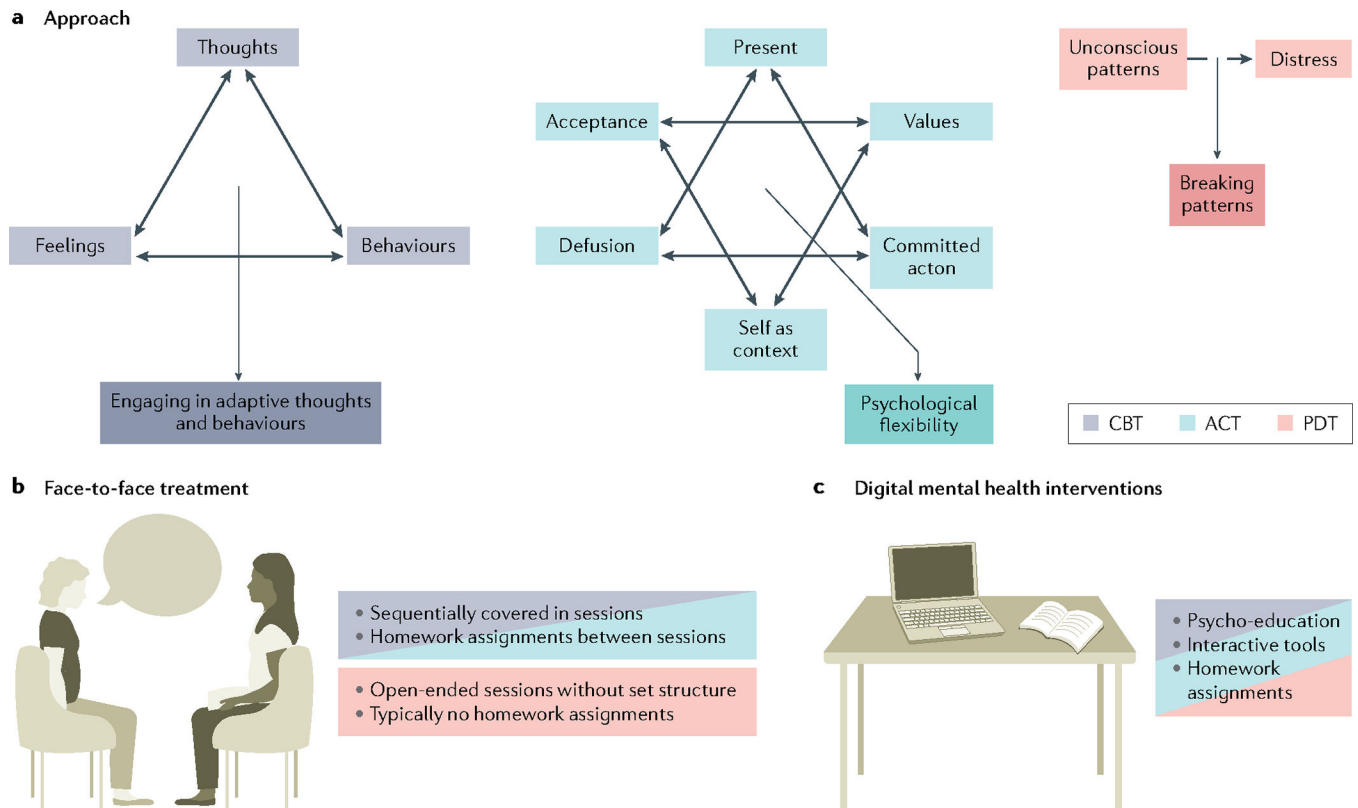 a Approach
Thoughts
Feelings
Behaviours
Engaging in adaptive thoughts
and behaviours
Present
Acceptance
Values
Defusion
Committed
acton
Self as
context
Psychological
flexibility
Unconscious
patterns
Distress
Breaking
patterns
CBT ACT PDT
b Face-to-face treatment
• Sequentially covered in sessions
• Homework assignments between sessions
• Open-ended sessions without set structure
• Typically no homework assignments
c Digital mental health interventions
• Psycho-education
• Interactive tools
• Homework
assignments